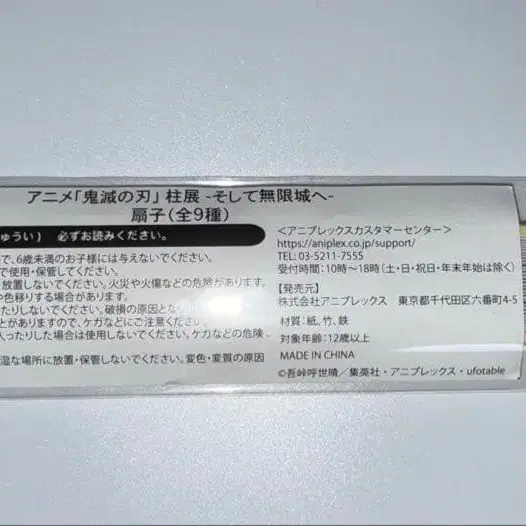 アニメ「鬼滅の刃」柱展 -そして無限城へ-
扇子(全9種)
ゅうい) 必ずお読みください。
で、6歳未満のお子様には与えないでください。
で使用・保管してください。
放置しないでください。火災や火傷などの危険があります。
や色移りする場合があります。
たりしないでください。破損の原因とな
ことがありますので、ケガなどにご注意ください
入ったりした場合は使用しないでください。ケガなどの危険
湿な場所に放置・保管しないでください。変色・変質の原因
<アニプレックスカスタマーセンター>
https://aniplex.co.jp/support/
TEL: 03-5211-7555
受付時間:10時~18時(土・日・祝日・年末年始は除く)
【発売元】
株式会社アニプレックス 東京都千代田区六番町4-5
材質:紙、竹、鉄
対象年齢:12歳以上
MADE IN CHINA
©吾峠呼世晴/集英社・アニプレックス・ufotable